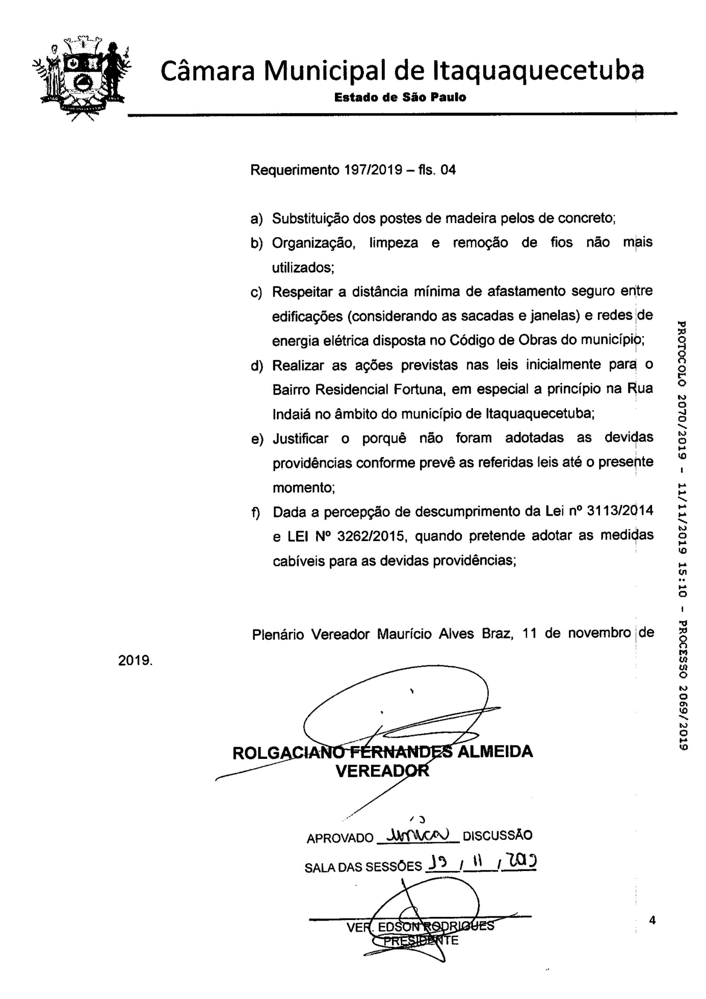 Câmara Municipal de Itaquaquecetuba
Estado de São Paulo
Requerimento 197/2019 – fls. 04
a) Substituição dos postes de madeira pelos de concreto;
b) Organização, limpeza e remoção de fios não mais
utilizados;
c) Respeitar a distância mínima de afastamento seguro entre
edificações (considerando as sacadas e janelas) e redes de
energia elétrica disposta no Código de Obras do município;
d) Realizar as ações previstas nas leis inicialmente para o
Bairro Residencial Fortuna, em especial a princípio na Rua
Indaiá no âmbito do município de Itaquaquecetuba;
e) Justificar o porquê não foram adotadas as devidas
providências conforme prevê as referidas leis até o presente
momento;
f) Dada a percepção de descumprimento da Lei nº 3113/2014
e LEI Nº 3262/2015, quando pretende adotar as medidas
cabíveis para as devidas providências;
Plenário Vereador Maurício Alves Braz, 11 de novembro de
2019.
ROLGACIANO FERNANDES ALMEIDA
VEREADOR
APROVADO única DISCUSSÃO
SALA DAS SESSÕES 19 / 11 / 2019
VER. EDSON RODRIGUES
PRESIDENTE
4
PROTOCOLO 2070/2019 - 11/11/2019 15:10 - PROCESSO 2069/2019